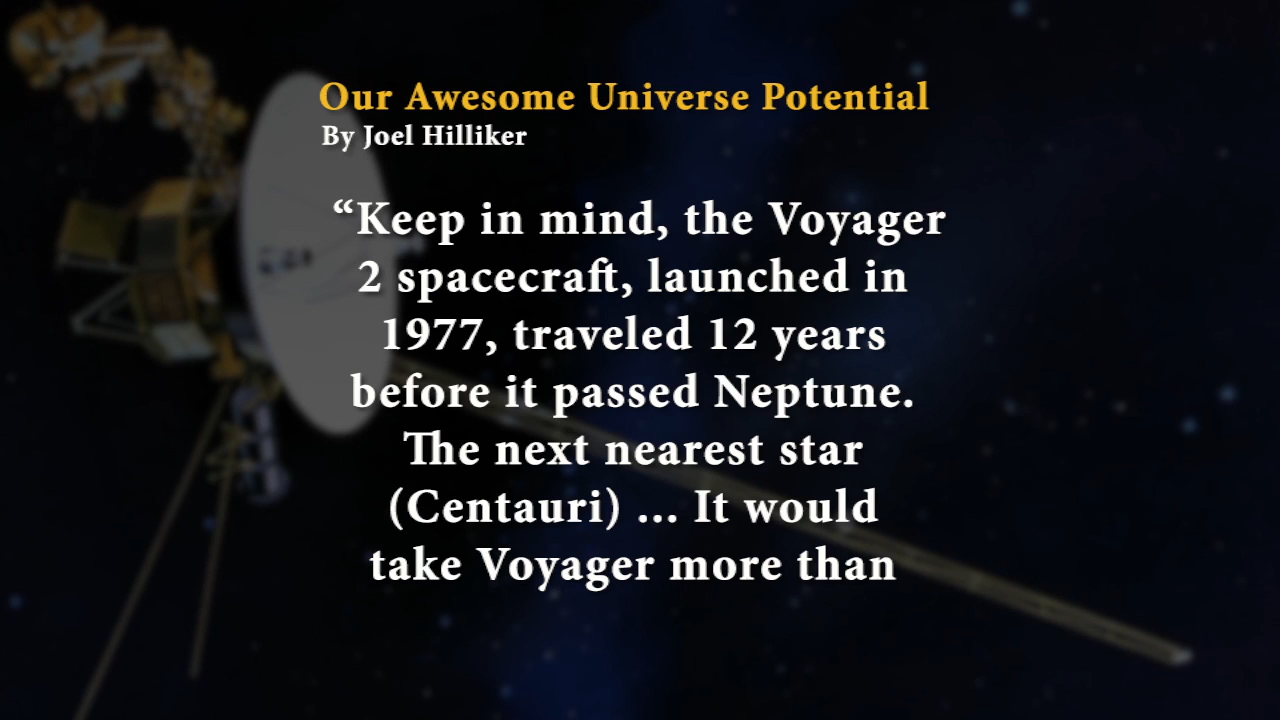 Our Awesome Universe Potential
By Joel Hilliker
“Keep in mind, the Voyager
2 spacecraft, launched in
1977, traveled 12 years
before it passed Neptune.
The next nearest star
(Centauri) ... It would
take Voyager more than